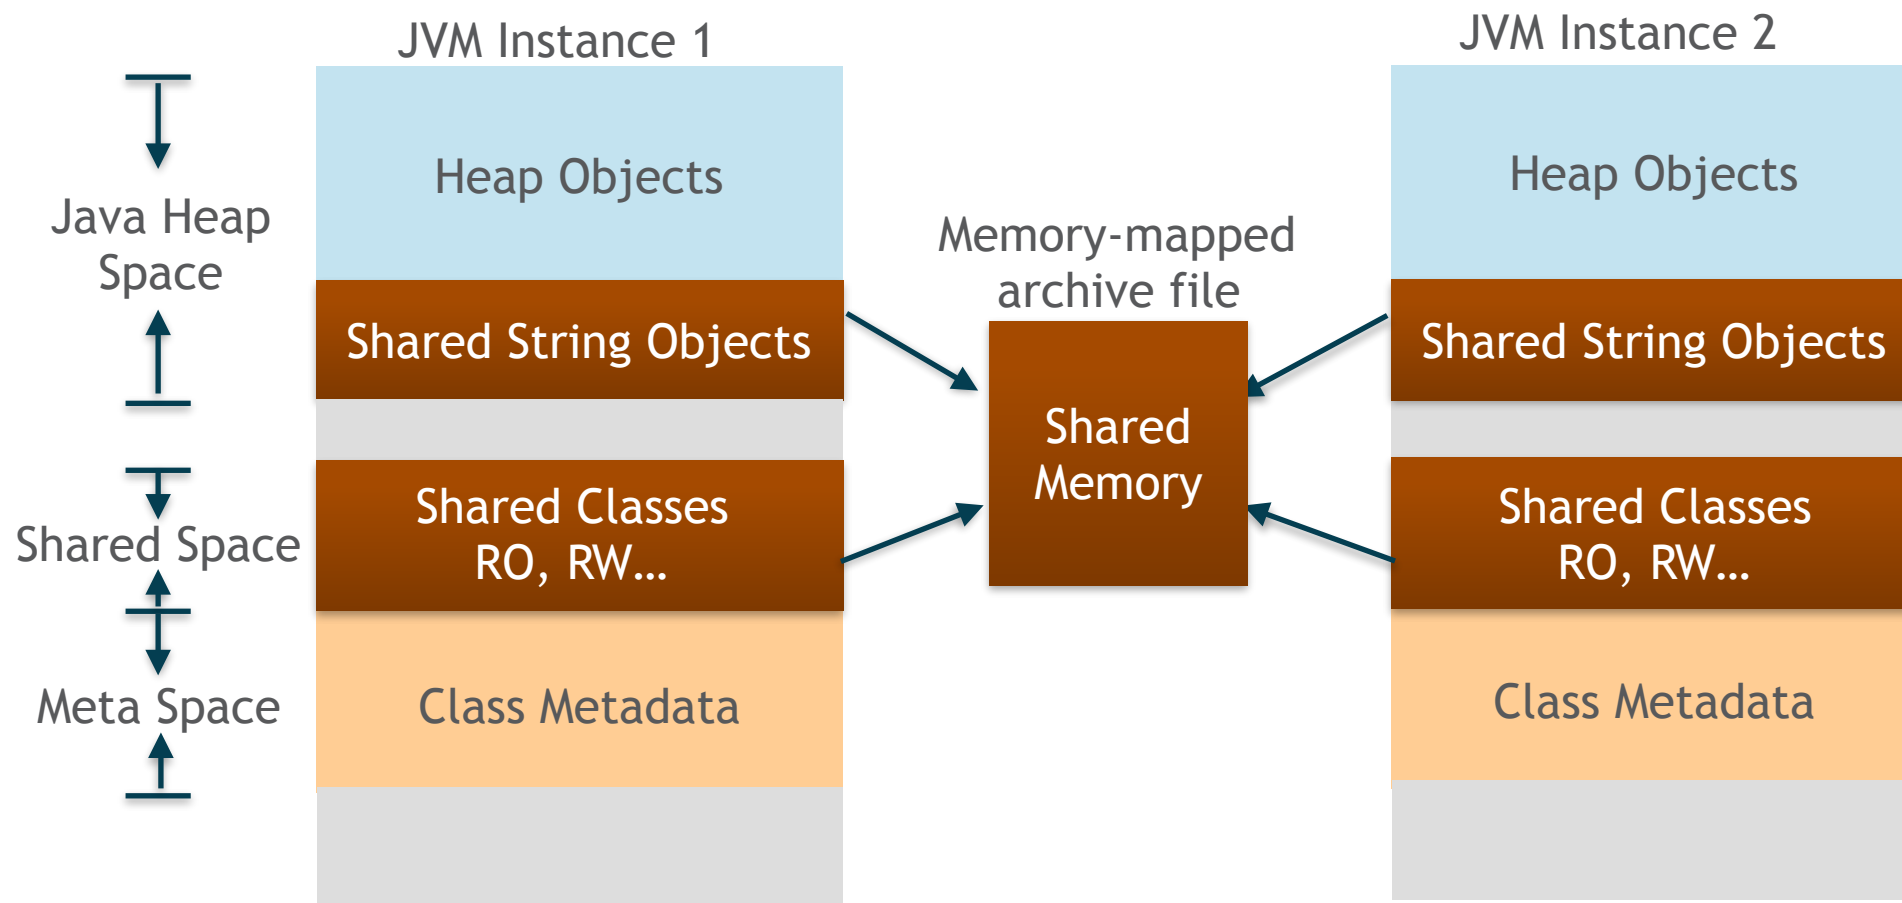 JVM Instance 1
JVM Instance 2
Java Heap
Space
Shared Space
Meta Space
Heap Objects
Shared String Objects
Shared Classes
RO, RW...
Class Metadata
Memory-mapped
archive file
Shared
Memory
Heap Objects
Shared String Objects
Shared Classes
RO, RW...
Class Metadata